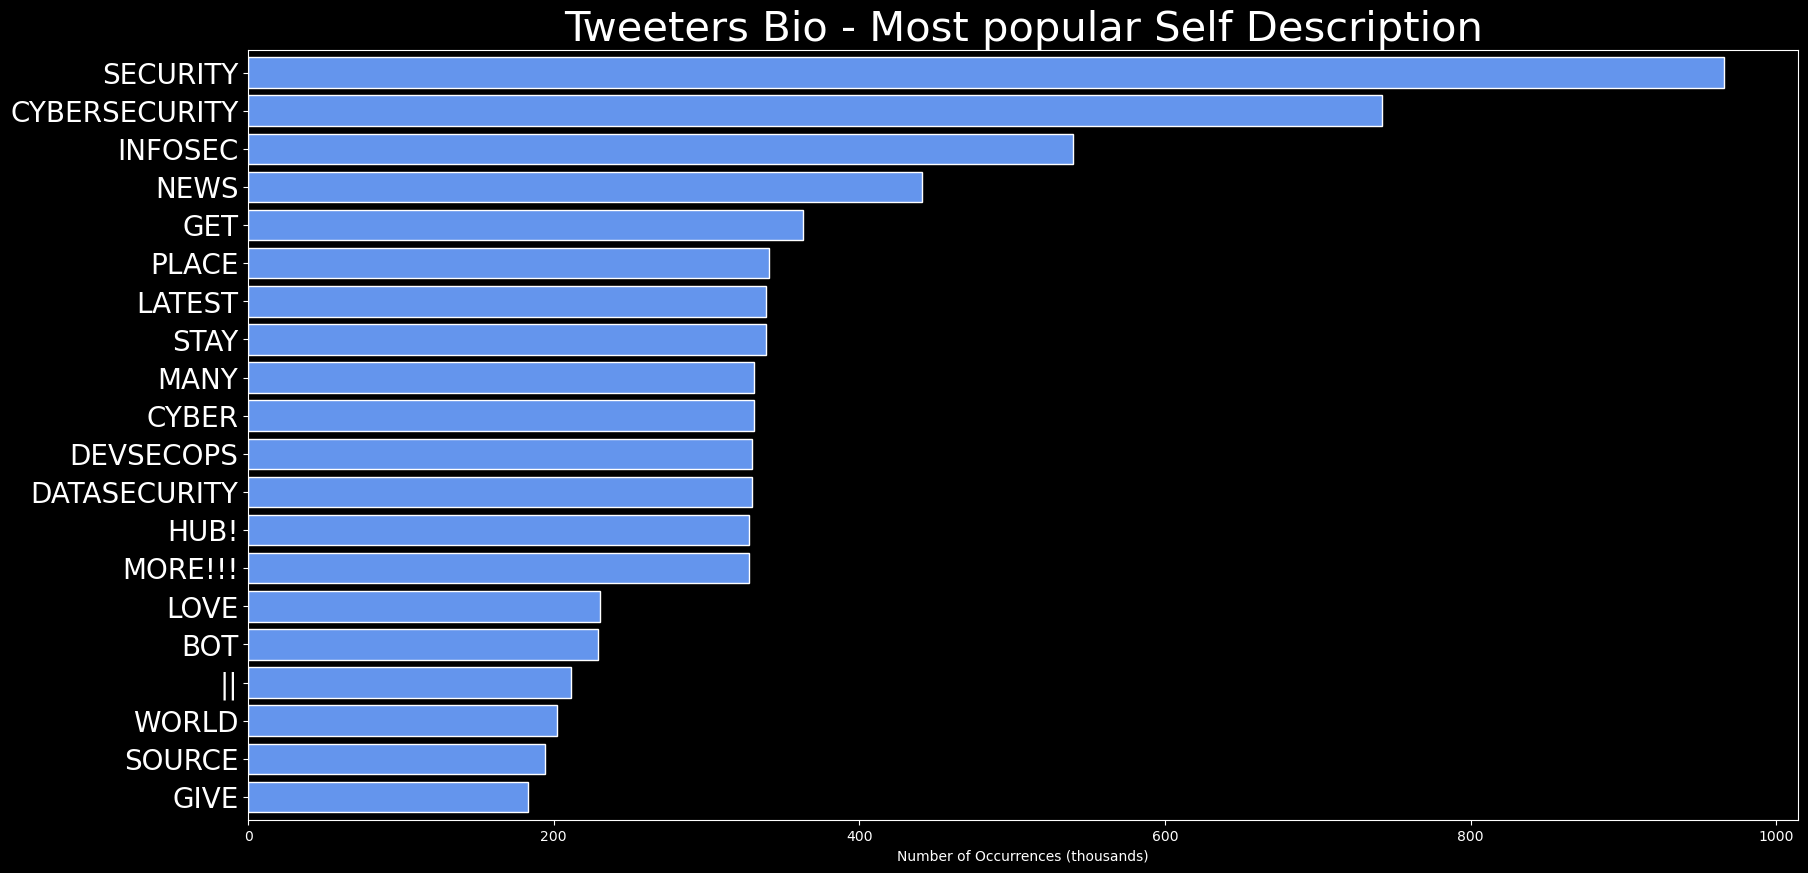 Tweeters Bio - Most popular Self Description
SECURITY
CYBERSECURITY
INFOSEC
NEWS
GET
PLACE
LATEST
STAY
MANY
CYBER
DEVSECOPS
DATASECURITY
HUB!
MORE!!!
LOVE
BOT
||
WORLD
SOURCE
GIVE
0 200 400 600 800 1000
Number of Occurrences (thousands)